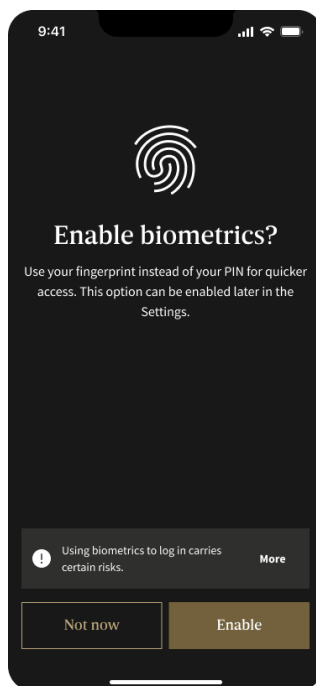 9:41
Enable biometrics?
Use your fingerprint instead of your PIN for quicker
access. This option can be enabled later in the
Settings.
Using biometrics to log in carries
certain risks.
More
Not now
Enable